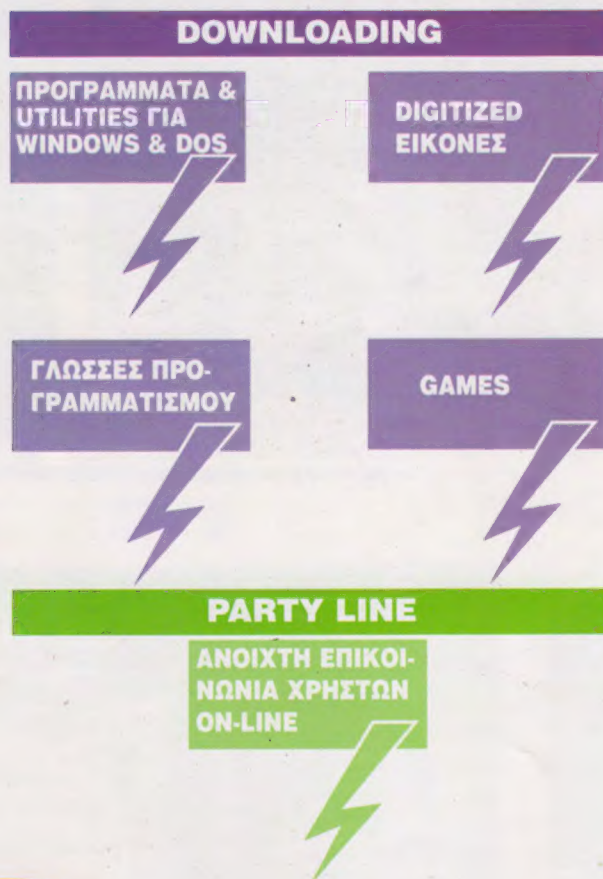 DOWNLOADING
ΠΡΟΓΡΑΜΜΑΤΑ &
UTILITIES ΓΙΑ
WINDOWS & DOS
DIGITIZED
ΕΙΚΟΝΕΣ
ΓΛΩΣΣΕΣ ΠΡΟ-
ΓΡΑΜΜΑΤΙΣΜΟΥ
GAMES
PARTY LINE
ΑΝΟΙΧΤΗ ΕΠΙΚΟΙ-
ΝΩΝΙΑ ΧΡΗΣΤΩΝ
ON-LINE